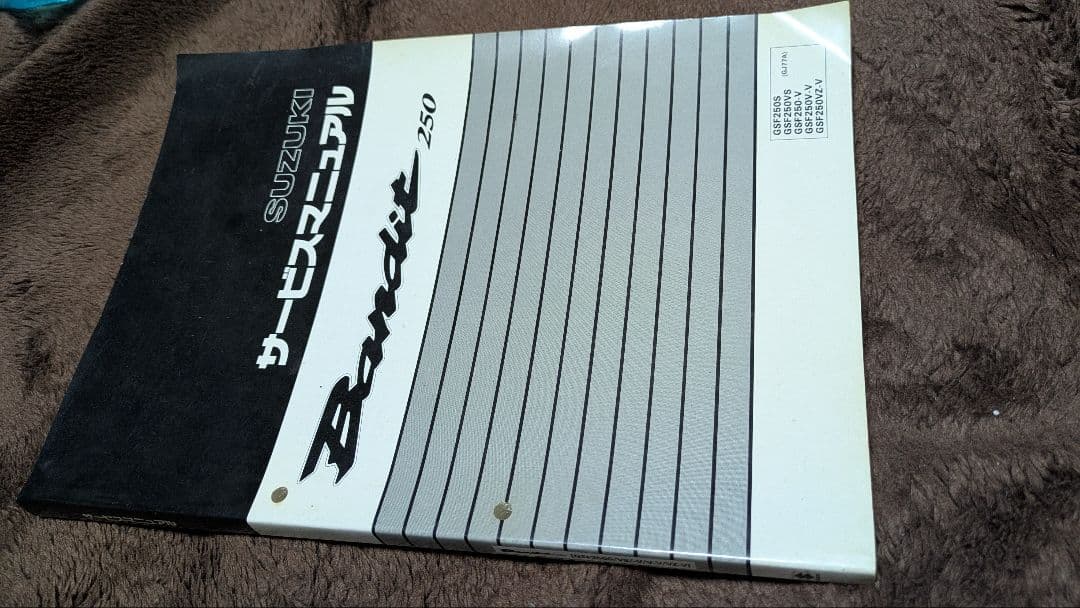 SUZUKI
サービスマニュアル
Bandit 250
GSF250S (GJ77A)
GSF250VS
GSF250-V
GSF250V-V
GSF250VZ-V